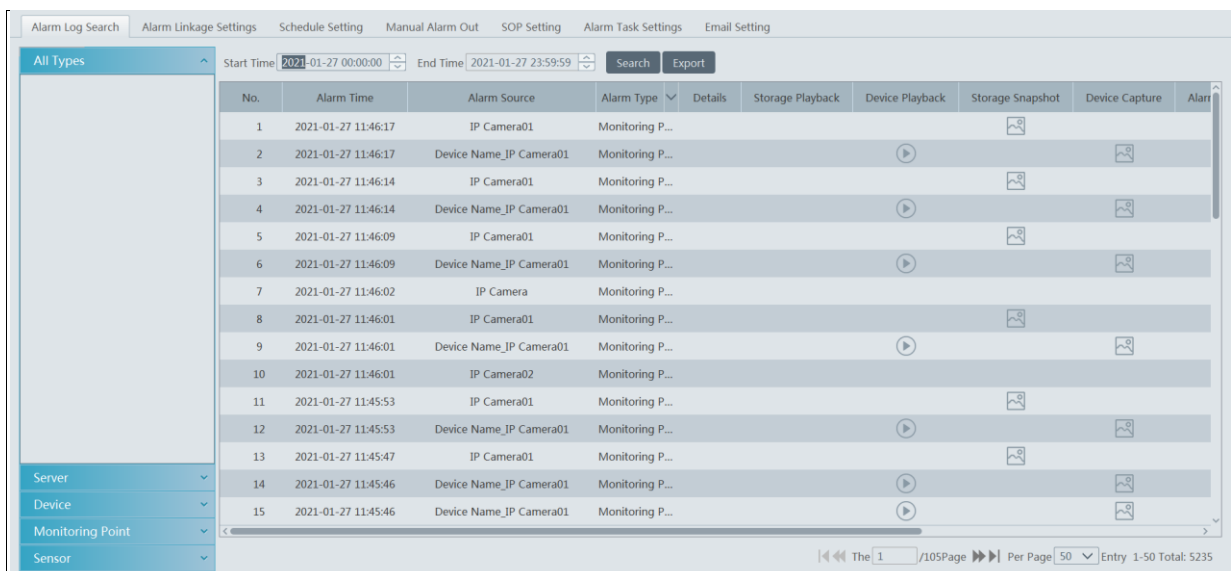 Alarm Log Search Alarm Linkage Settings Schedule Setting Manual Alarm Out SOP Setting Alarm Task Settings Email Setting
All Types
Start Time 2021-01-27 00:00:00 End Time 2021-01-27 23:59:59 Search Export
No. Alarm Time Alarm Source Alarm Type Details Storage Playback Device Playback Storage Snapshot Device Capture Alarm
1 2021-01-27 11:46:17 IP Camera01 Monitoring P...
2 2021-01-27 11:46:17 Device Name_IP Camera01 Monitoring P...
3 2021-01-27 11:46:14 IP Camera01 Monitoring P...
4 2021-01-27 11:46:14 Device Name_IP Camera01 Monitoring P...
5 2021-01-27 11:46:09 IP Camera01 Monitoring P...
6 2021-01-27 11:46:09 Device Name_IP Camera01 Monitoring P...
7 2021-01-27 11:46:02 IP Camera Monitoring P...
8 2021-01-27 11:46:01 IP Camera01 Monitoring P...
9 2021-01-27 11:46:01 Device Name_IP Camera01 Monitoring P...
10 2021-01-27 11:46:01 IP Camera02 Monitoring P...
11 2021-01-27 11:45:53 IP Camera01 Monitoring P...
12 2021-01-27 11:45:53 Device Name_IP Camera01 Monitoring P...
13 2021-01-27 11:45:47 IP Camera01 Monitoring P...
14 2021-01-27 11:45:46 Device Name_IP Camera01 Monitoring P...
15 2021-01-27 11:45:46 Device Name_IP Camera01 Monitoring P...
Server
Device
Monitoring Point
Sensor
The 1 /105Page Per Page 50 Entry 1-50 Total: 5235